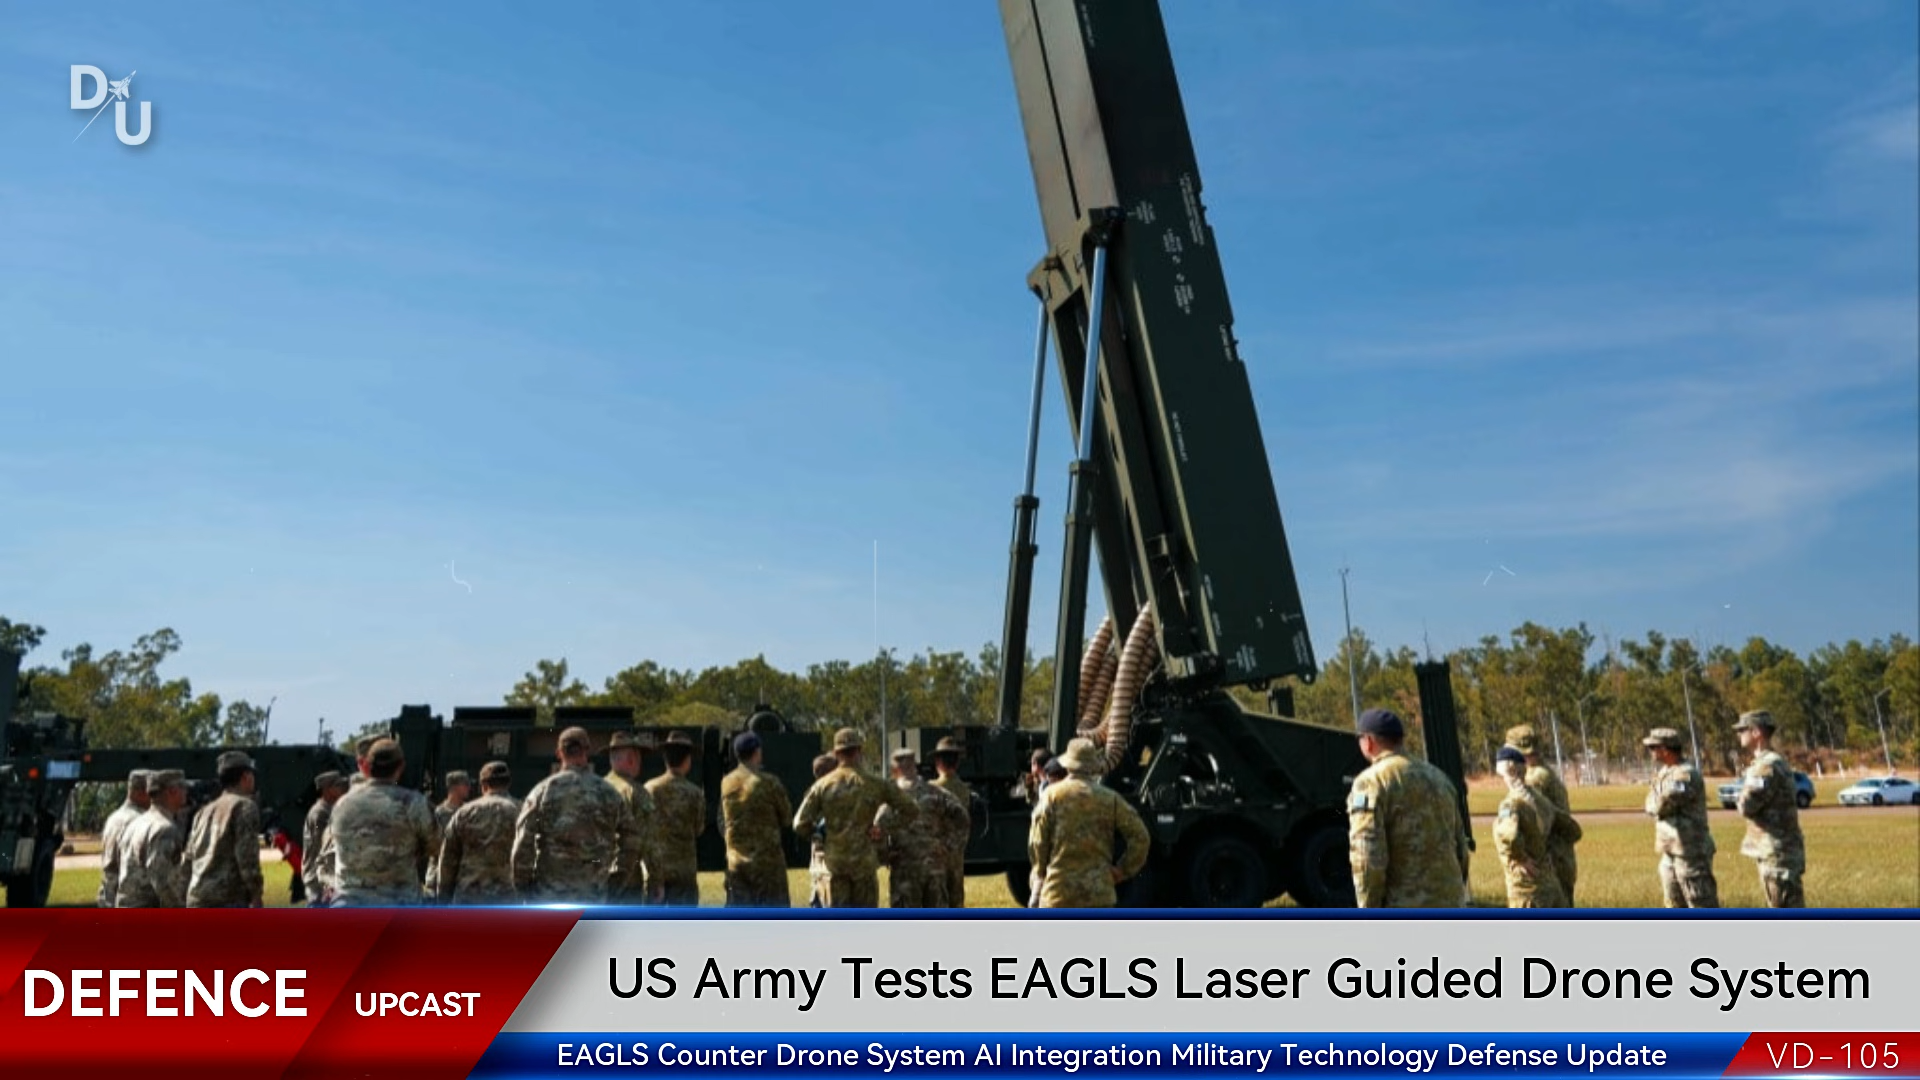 D
U
DEFENCE UPCAST
US Army Tests EAGLS Laser Guided Drone System
EAGLS Counter Drone System AI Integration Military Technology Defense Update
VD-105